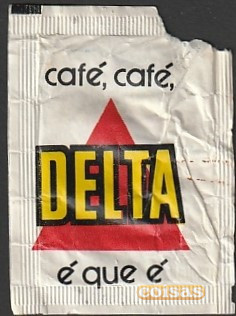 café, café,
DELTA
é que é
coisas